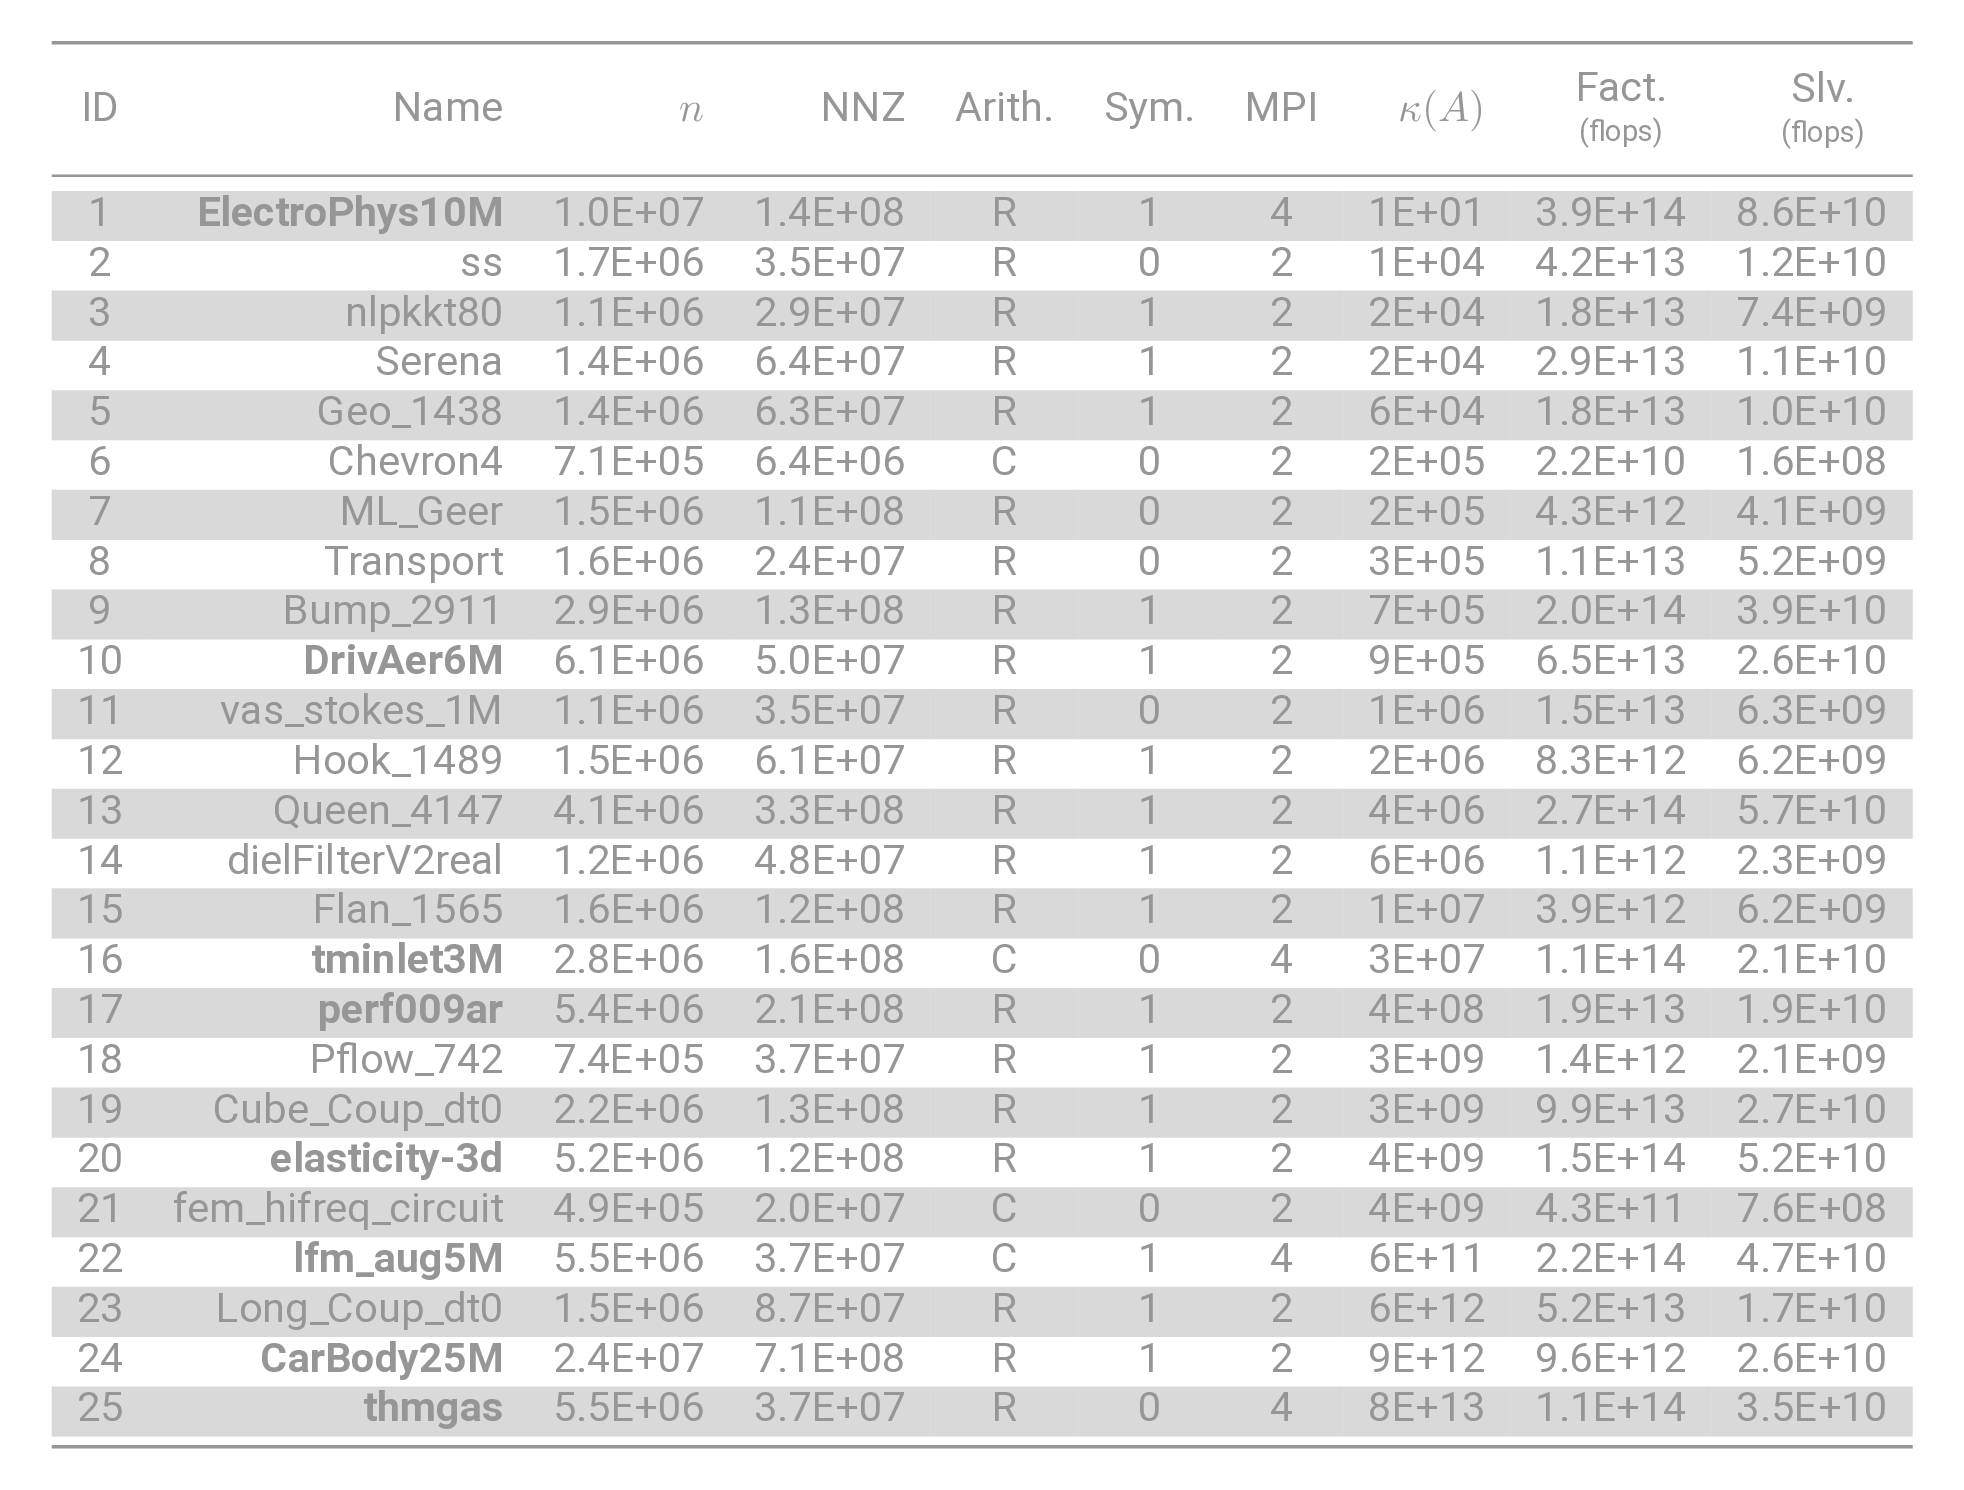 ID Name n NNZ Arith. Sym. MPI κ(A) Fact. (flops) Slv. (flops)
1 ElectroPhys10M 1.0E+07 1.4E+08 R 1 4 1E+01 3.9E+14 8.6E+10
2 ss 1.7E+06 3.5E+07 R 0 2 1E+04 4.2E+13 1.2E+10
3 nlpkkt80 1.1E+06 2.9E+07 R 1 2 2E+04 1.8E+13 7.4E+09
4 Serena 1.4E+06 6.4E+07 R 1 2 2E+04 2.9E+13 1.1E+10
5 Geo_1438 1.4E+06 6.3E+07 R 1 2 6E+04 1.8E+13 1.0E+10
6 Chevron4 7.1E+05 6.4E+06 C 0 2 2E+05 2.2E+10 1.6E+08
7 ML_Geer 1.5E+06 1.1E+08 R 0 2 2E+05 4.3E+12 4.1E+09
8 Transport 1.6E+06 2.4E+07 R 0 2 3E+05 1.1E+13 5.2E+09
9 Bump_2911 2.9E+06 1.3E+08 R 1 2 7E+05 2.0E+14 3.9E+10
10 DrivAer6M 6.1E+06 5.0E+07 R 1 2 9E+05 6.5E+13 2.6E+10
11 vas_stokes_1M 1.1E+06 3.5E+07 R 0 2 1E+06 1.5E+13 6.3E+09
12 Hook_1489 1.5E+06 6.1E+07 R 1 2 2E+06 8.3E+12 6.2E+09
13 Queen_4147 4.1E+06 3.3E+08 R 1 2 4E+06 2.7E+14 5.7E+10
14 dielFilterV2real 1.2E+06 4.8E+07 R 1 2 6E+06 1.1E+12 2.3E+09
15 Flan_1565 1.6E+06 1.2E+08 R 1 2 1E+07 3.9E+12 6.2E+09
16 tminlet3M 2.8E+06 1.6E+08 C 0 4 3E+07 1.1E+14 2.1E+10
17 perf009ar 5.4E+06 2.1E+08 R 1 2 4E+08 1.9E+13 1.9E+10
18 Pflow_742 7.4E+05 3.7E+07 R 1 2 3E+09 1.4E+12 2.1E+09
19 Cube_Coup_dt0 2.2E+06 1.3E+08 R 1 2 3E+09 9.9E+13 2.7E+10
20 elasticity-3d 5.2E+06 1.2E+08 R 1 2 4E+09 1.5E+14 5.2E+10
21 fem_hifreq_circuit 4.9E+05 2.0E+07 C 0 2 4E+09 4.3E+11 7.6E+08
22 lfm_aug5M 5.5E+06 3.7E+07 C 1 4 6E+11 2.2E+14 4.7E+10
23 Long_Coup_dt0 1.5E+06 8.7E+07 R 1 2 6E+12 5.2E+13 1.7E+10
24 CarBody25M 2.4E+07 7.1E+08 R 1 2 9E+12 9.6E+12 2.6E+10
25 thmgas 5.5E+06 3.7E+07 R 0 4 8E+13 1.1E+14 3.5E+10